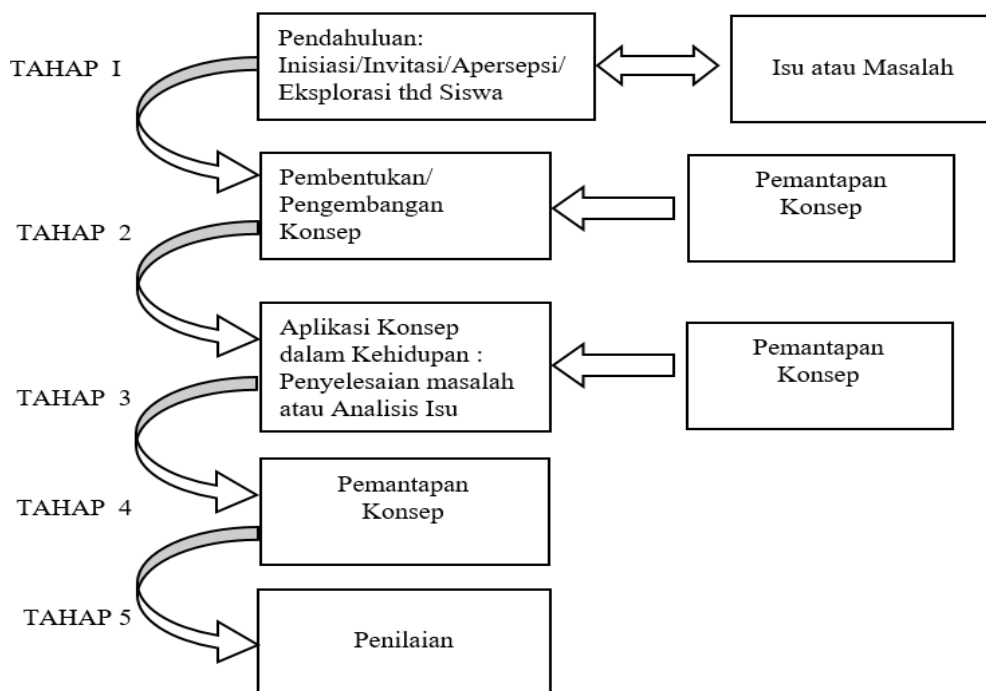 TAHAP I
Pendahuluan:
Inisiasi/Invitasi/Apersepsi/
Eksplorasi thd Siswa
Isu atau Masalah
TAHAP 2
Pembentukan/
Pengembangan
Konsep
Pemantapan
Konsep
TAHAP 3
Aplikasi Konsep
dalam Kehidupan :
Penyelesaian masalah
atau Analisis Isu
Pemantapan
Konsep
TAHAP 4
Pemantapan
Konsep
TAHAP 5
Penilaian